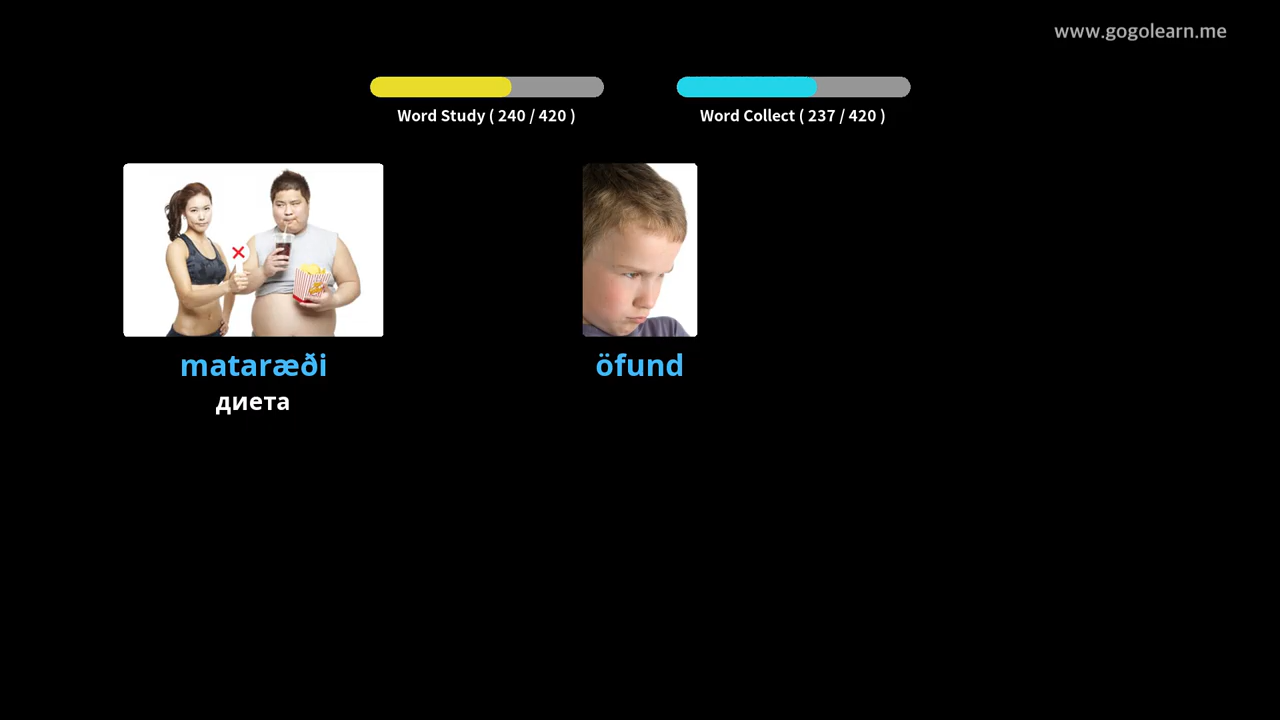 www.gogolearn.me
Word Study ( 240 / 420 )
Word Collect ( 237 / 420 )
mataræði
диета
öfund